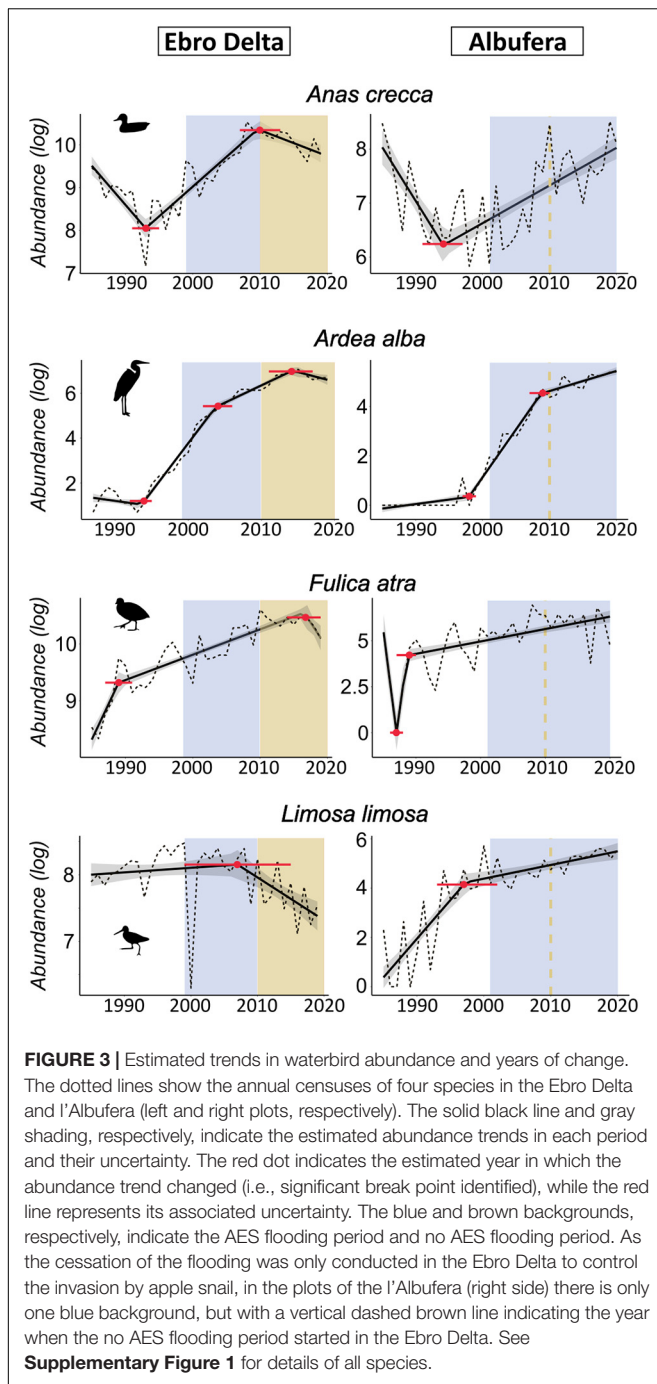 Ebro Delta
Albufera
Anas crecca
Abundance (log)
10
9
8
7
1990 2000 2010 2020
8
7
6
1990 2000 2010 2020
Ardea alba
Abundance (log)
6
4
2
1990 2000 2010 2020
4
2
0
1990 2000 2010 2020
Fulica atra
Abundance (log)
10
9
1990 2000 2010 2020
5
2.5
0
1990 2000 2010 2020
Limosa limosa
Abundance (log)
8
7
1990 2000 2010 2020
6
4
2
0
1990 2000 2010 2020
FIGURE 3 | Estimated trends in waterbird abundance and years of change.
The dotted lines show the annual censuses of four species in the Ebro Delta
and l'Albufera (left and right plots, respectively). The solid black line and gray
shading, respectively, indicate the estimated abundance trends in each period
and their uncertainty. The red dot indicates the estimated year in which the
abundance trend changed (i.e., significant break point identified), while the red
line represents its associated uncertainty. The blue and brown backgrounds,
respectively, indicate the AES flooding period and no AES flooding period. As
the cessation of the flooding was only conducted in the Ebro Delta to control
the invasion by apple snail, in the plots of the l'Albufera (right side) there is only
one blue background, but with a vertical dashed brown line indicating the year
when the no AES flooding period started in the Ebro Delta. See
Supplementary Figure 1 for details of all species.